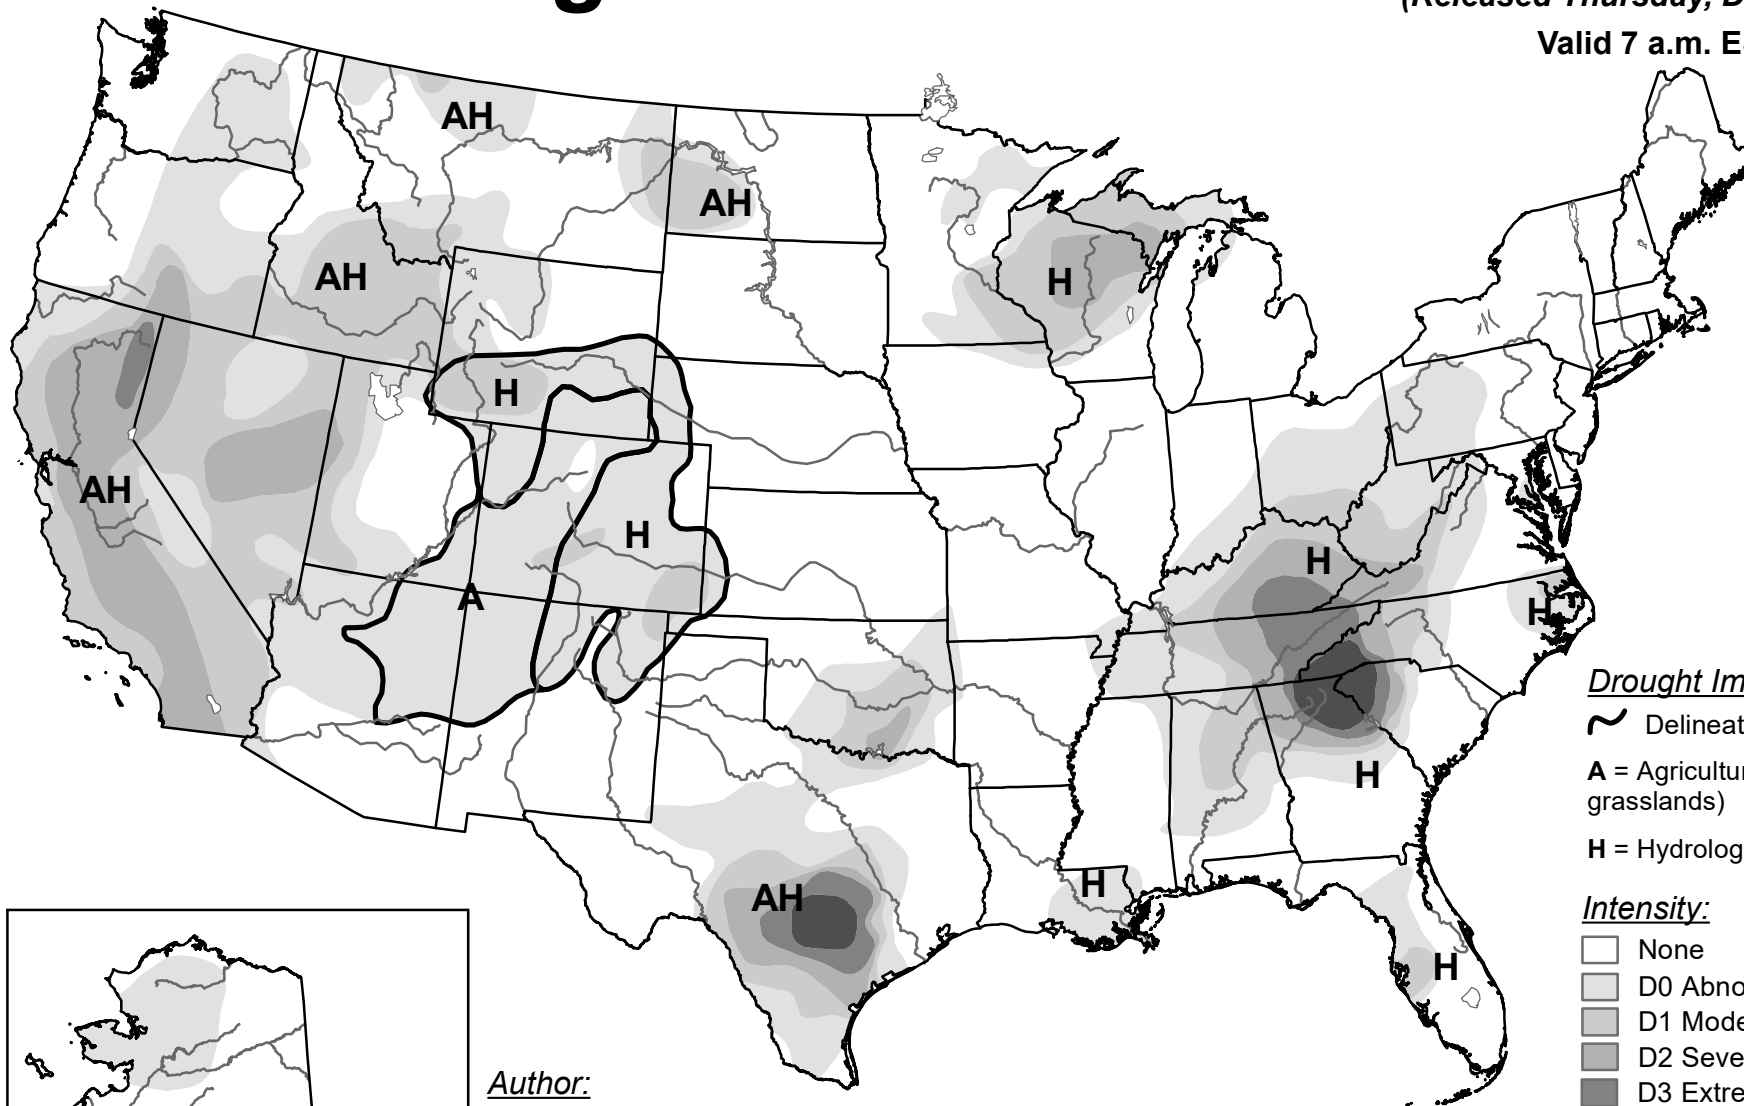 g
(Released Thursday, D
Valid 7 a.m. E
AH
AH
AH
H
H
AH
H
A
H
H
H
H
AH
H
H
Drought Im
Delineat
A = Agricultur
grasslands)
H = Hydrolog
Intensity:
None
D0 Abno
D1 Mode
D2 Seve
D3 Extre
Author: